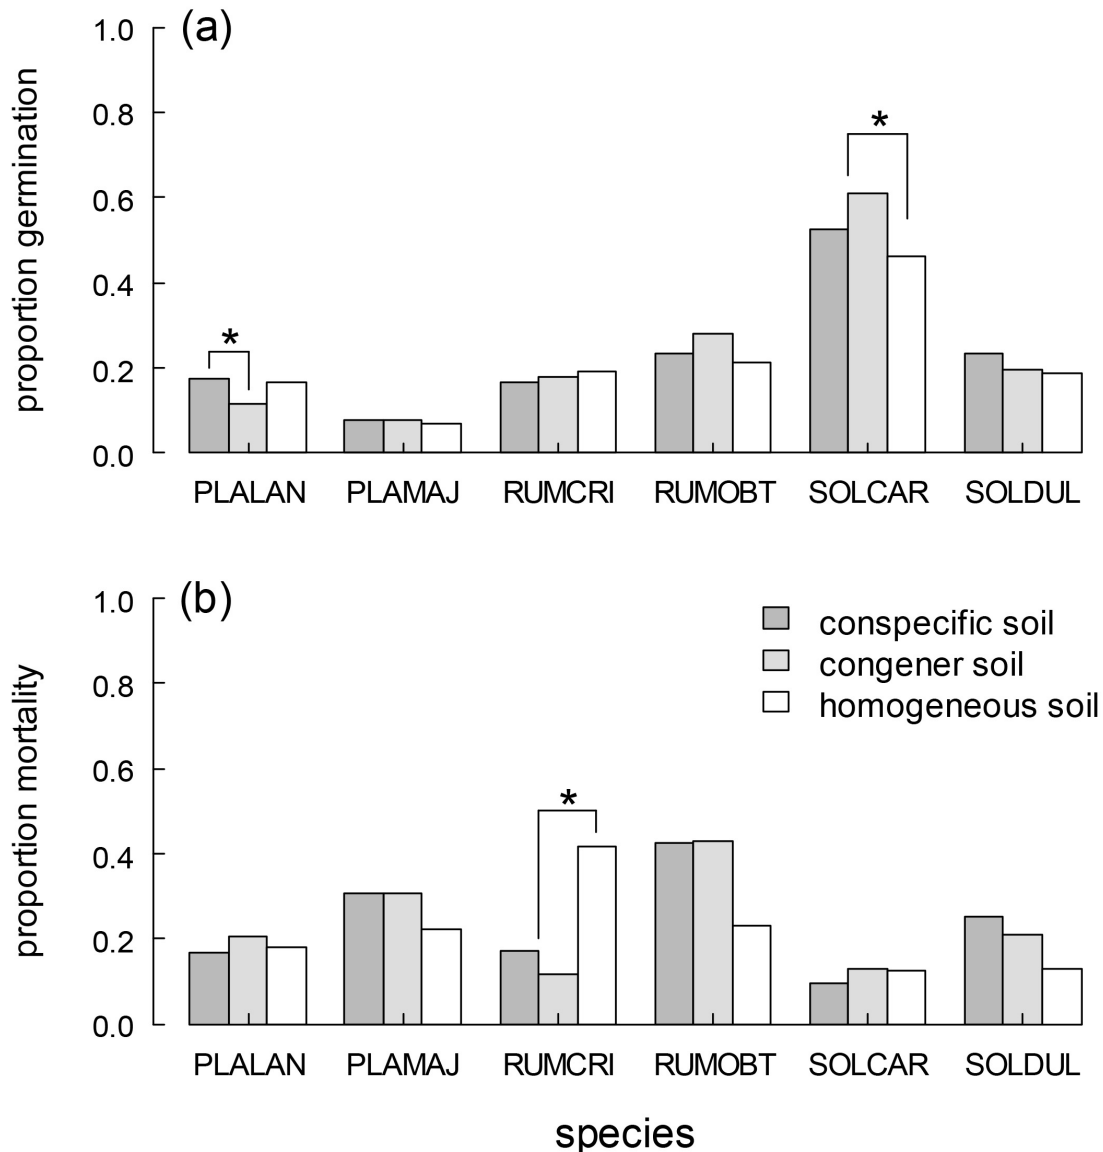 (a)
proportion germination
1.0
0.8
0.6
0.4
0.2
0.0
*
*
PLALAN PLAMAJ RUMCRI RUMOBT SOLCAR SOLDUL
(b)
proportion mortality
1.0
0.8
0.6
0.4
0.2
0.0
conspecific soil
congener soil
homogeneous soil
*
PLALAN PLAMAJ RUMCRI RUMOBT SOLCAR SOLDUL
species